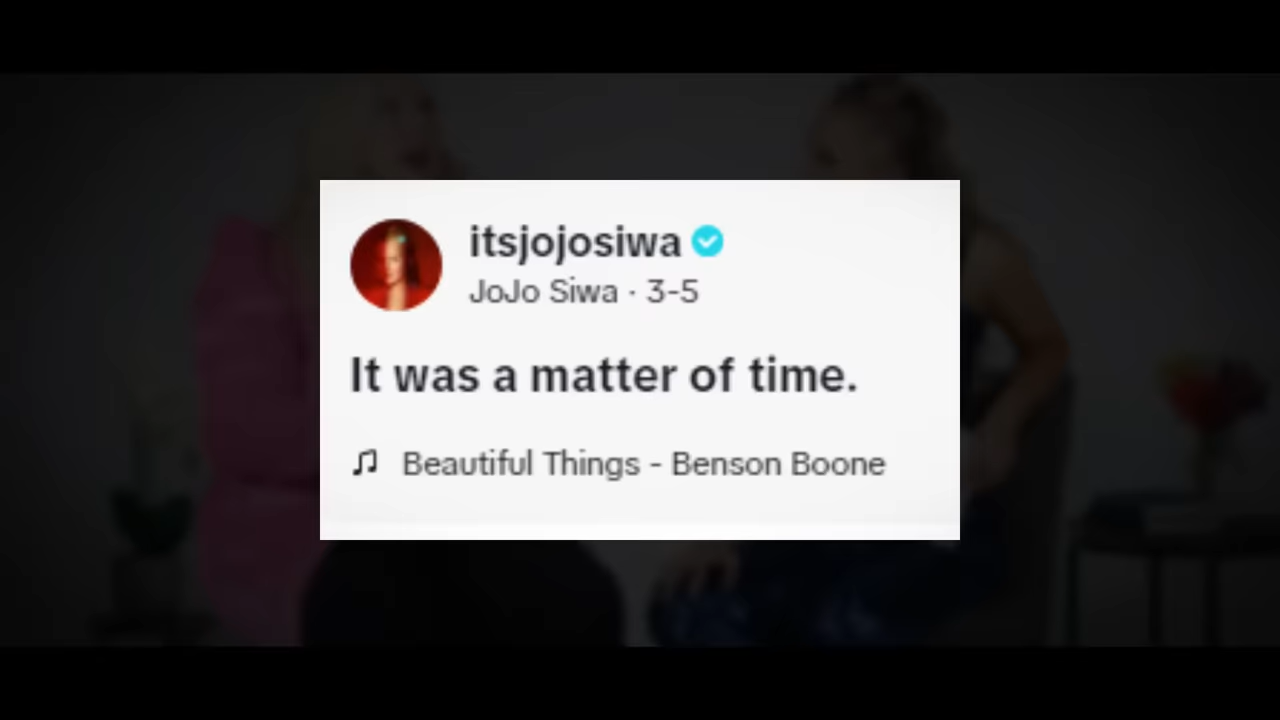 itsjojosiwa
JoJo Siwa · 3-5
It was a matter of time.
Beautiful Things - Benson Boone